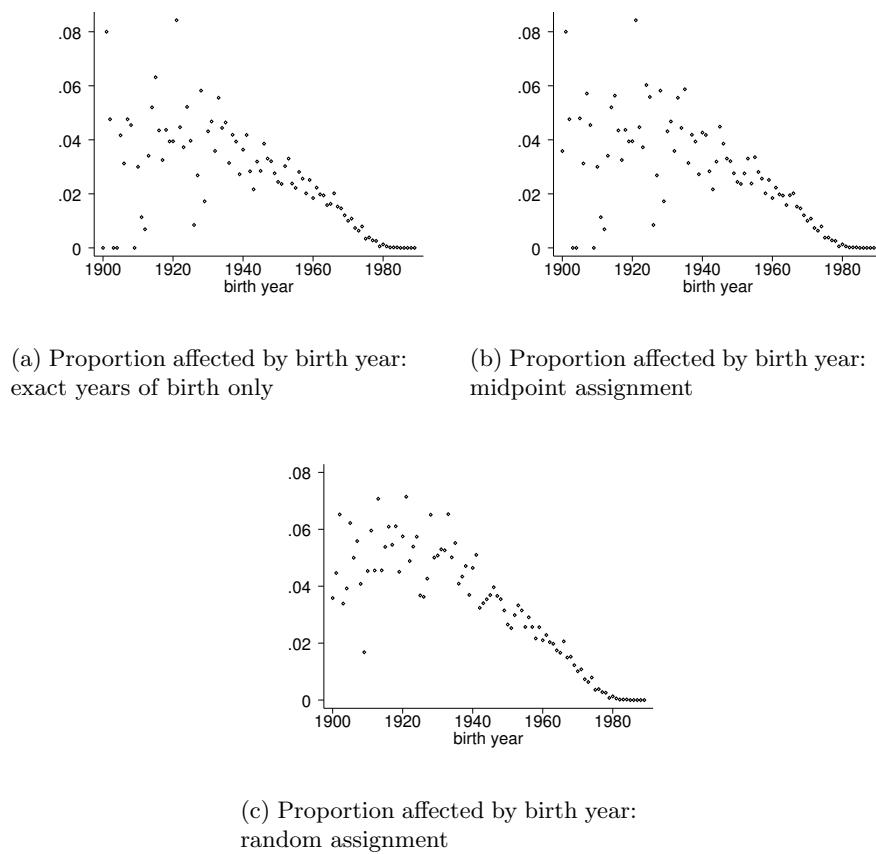 .08 .08
.06 .06
.04 .04
.02 .02
0 0
1900 1920 1940 1960 1980 1900 1920 1940 1960 1980
birth year birth year
(a) Proportion affected by birth year:
exact years of birth only
(b) Proportion affected by birth year:
midpoint assignment
.08
.06
.04
.02
0
1900 1920 1940 1960 1980
birth year
(c) Proportion affected by birth year:
random assignment